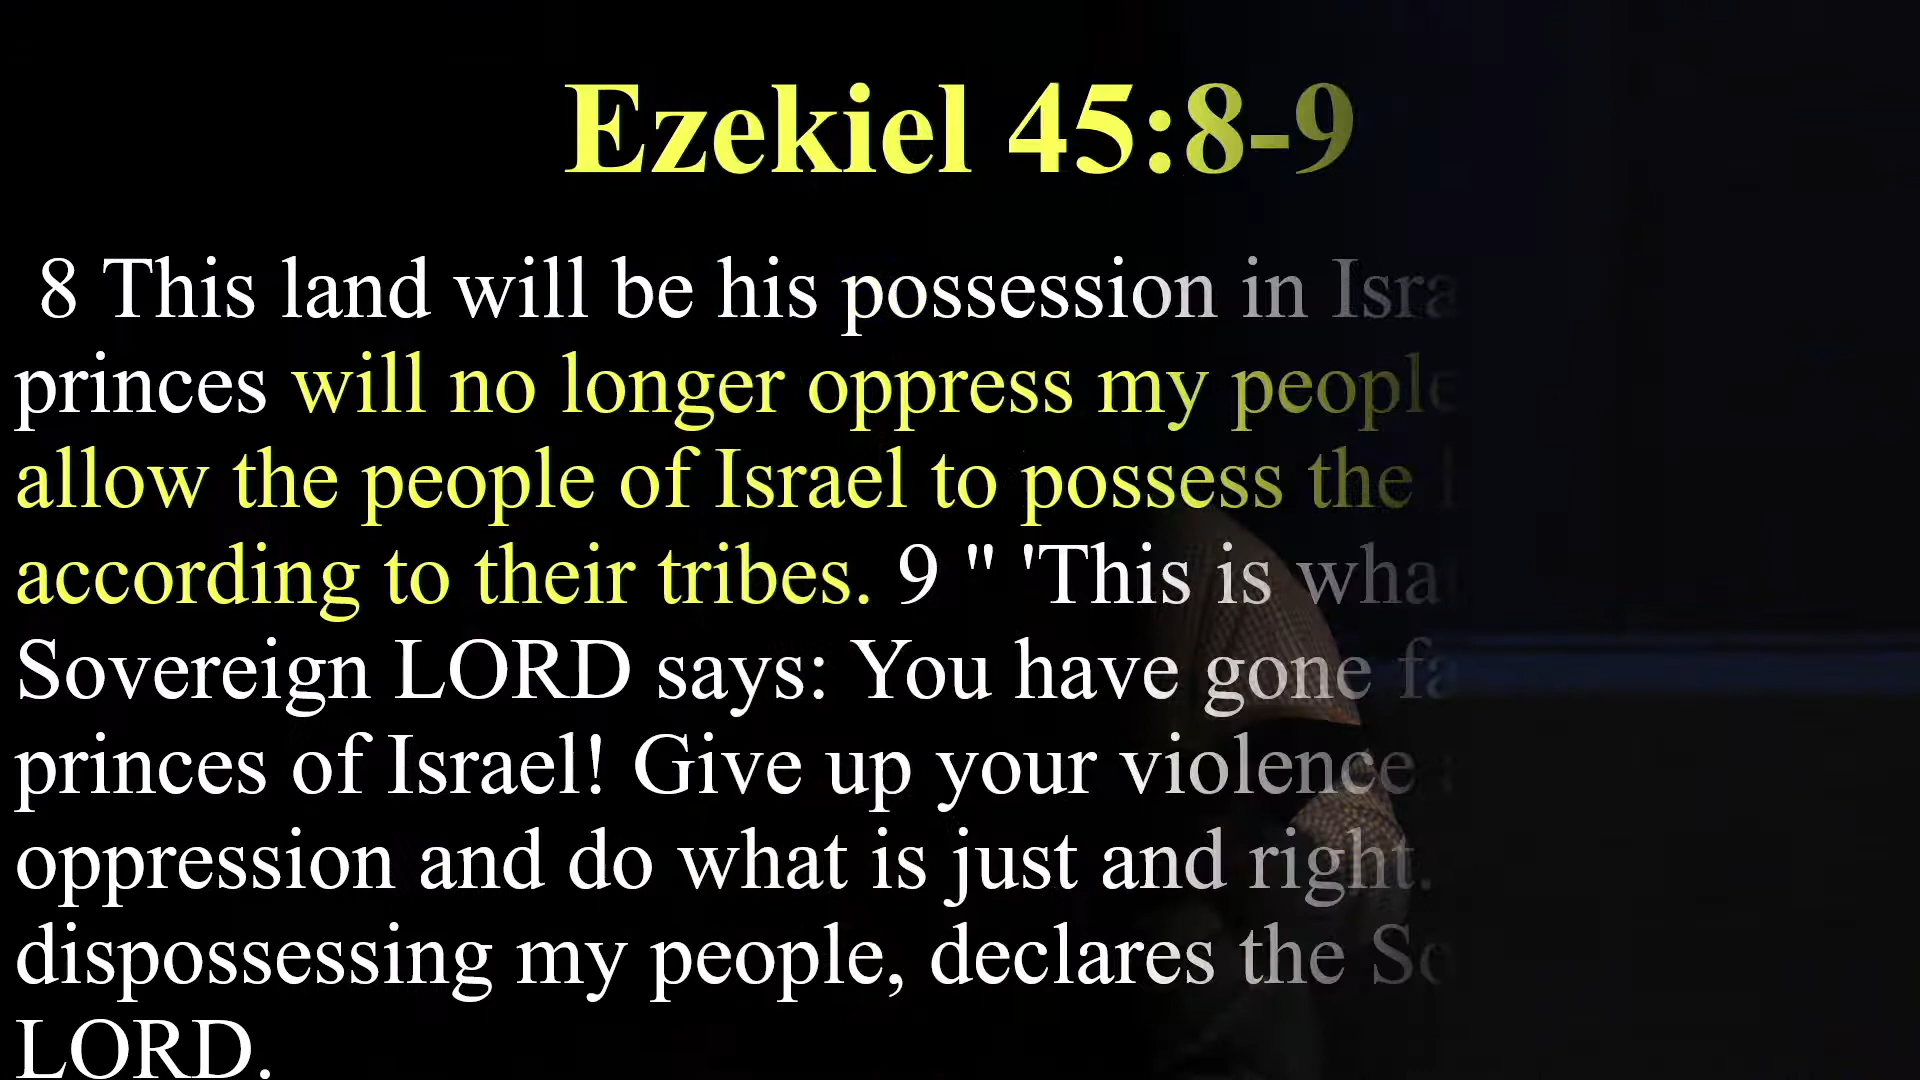 Ezekiel 45:8-9
8 This land will be his possession in
princes will no longer oppress my people
allow the people of Israel to possess the
according to their tribes. 9 " 'This is
Sovereign LORD says: You have gone
princes of Israel! Give up your violence
oppression and do what is just and right.
dispossessing my people, declares the
LORD.